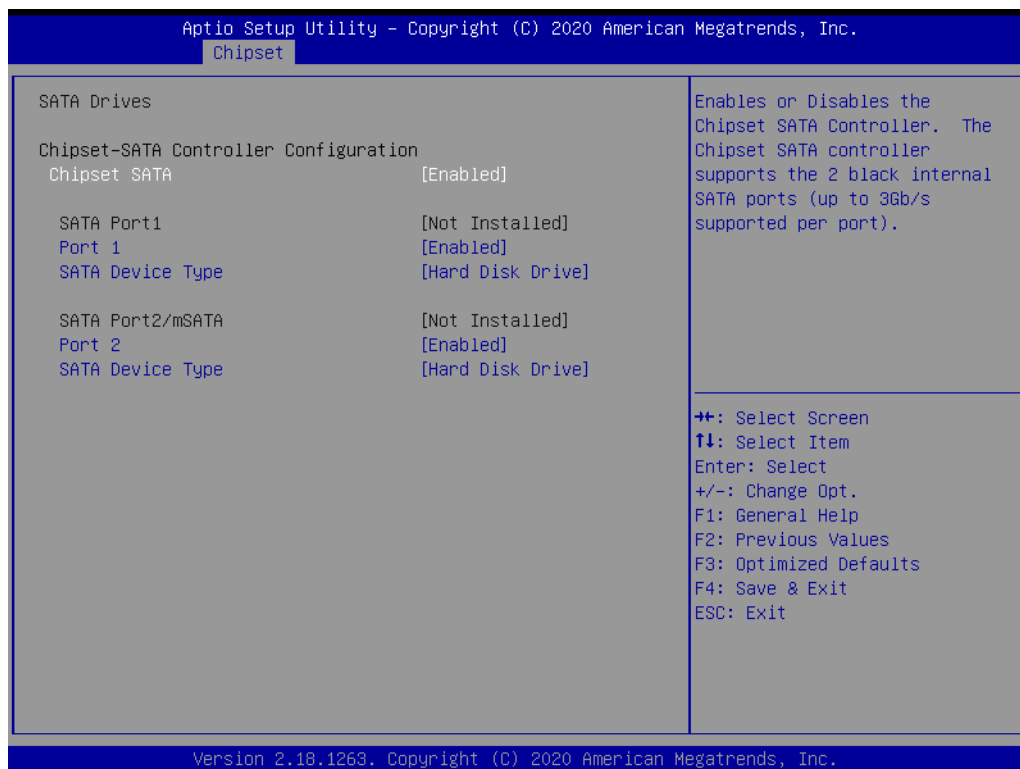 Aptio Setup Utility – Copyright (C) 2020 American Megatrends, Inc.
Chipset
SATA Drives
Chipset-SATA Controller Configuration
Chipset SATA [Enabled]
SATA Port1 [Not Installed]
Port 1 [Enabled]
SATA Device Type [Hard Disk Drive]
SATA Port2/mSATA [Not Installed]
Port 2 [Enabled]
SATA Device Type [Hard Disk Drive]
Enables or Disables the
Chipset SATA Controller. The
Chipset SATA controller
supports the 2 black internal
SATA ports (up to 3Gb/s
supported per port).
→←: Select Screen
↑↓: Select Item
Enter: Select
+/-: Change Opt.
F1: General Help
F2: Previous Values
F3: Optimized Defaults
F4: Save & Exit
ESC: Exit
Version 2.18.1263. Copyright (C) 2020 American Megatrends, Inc.